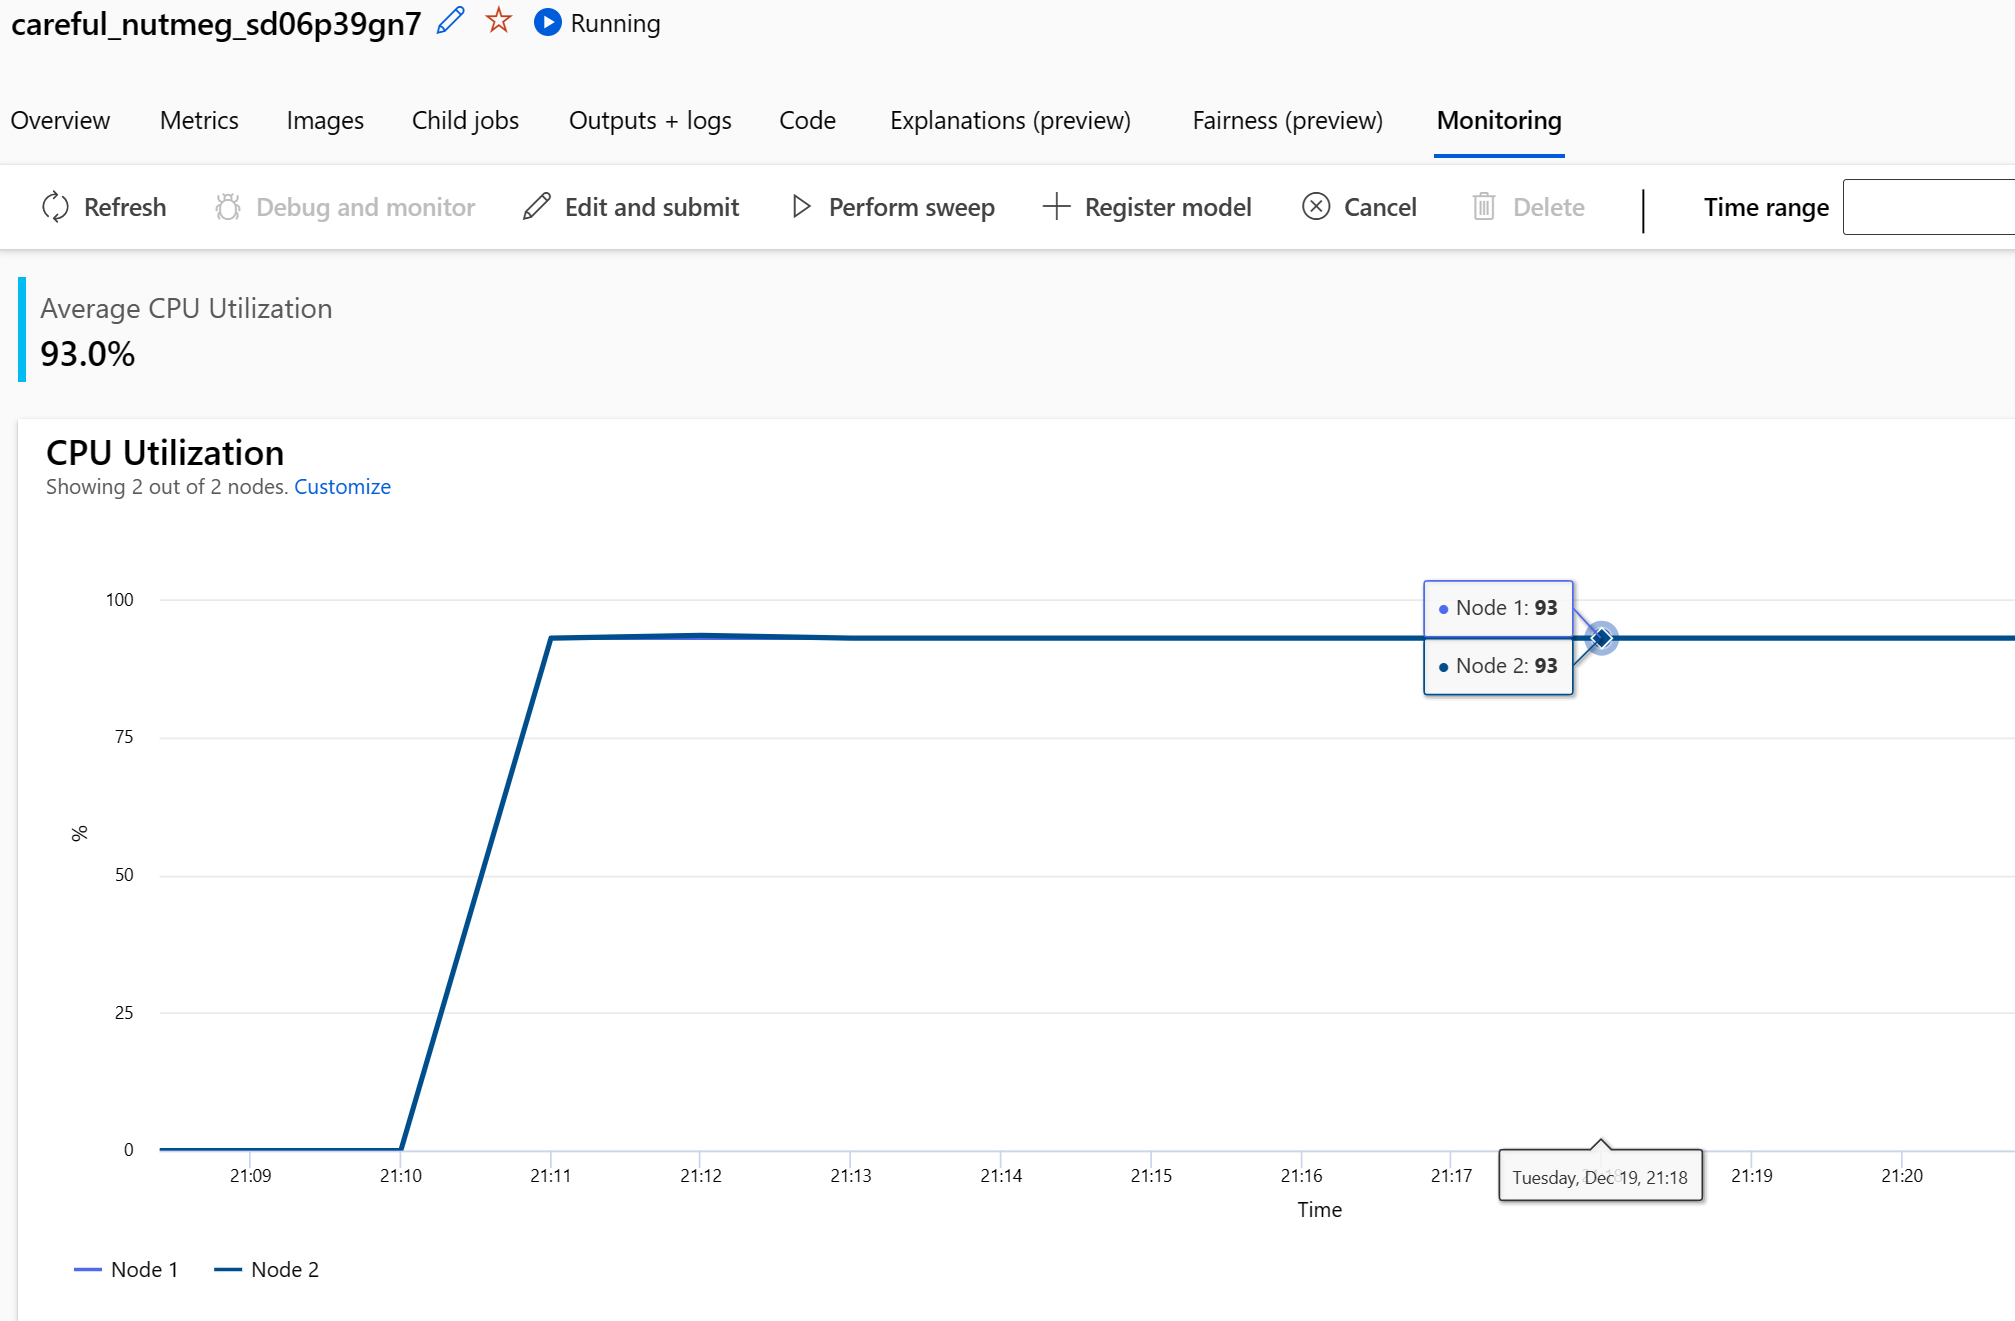 careful_nutmeg_sd06p39gn7 Running
Overview Metrics Images Child jobs Outputs + logs Code Explanations (preview) Fairness (preview) Monitoring
Refresh Debug and monitor Edit and submit Perform sweep Register model Cancel Delete Time range
Average CPU Utilization
93.0%
CPU Utilization
Showing 2 out of 2 nodes. Customize
100
Node 1: 93
Node 2: 93
75
%
50
25
0
21:09 21:10 21:11 21:12 21:13 21:14 21:15 21:16 21:17 Tuesday, Dec 19, 21:18 21:19 21:20
Time
Node 1 Node 2